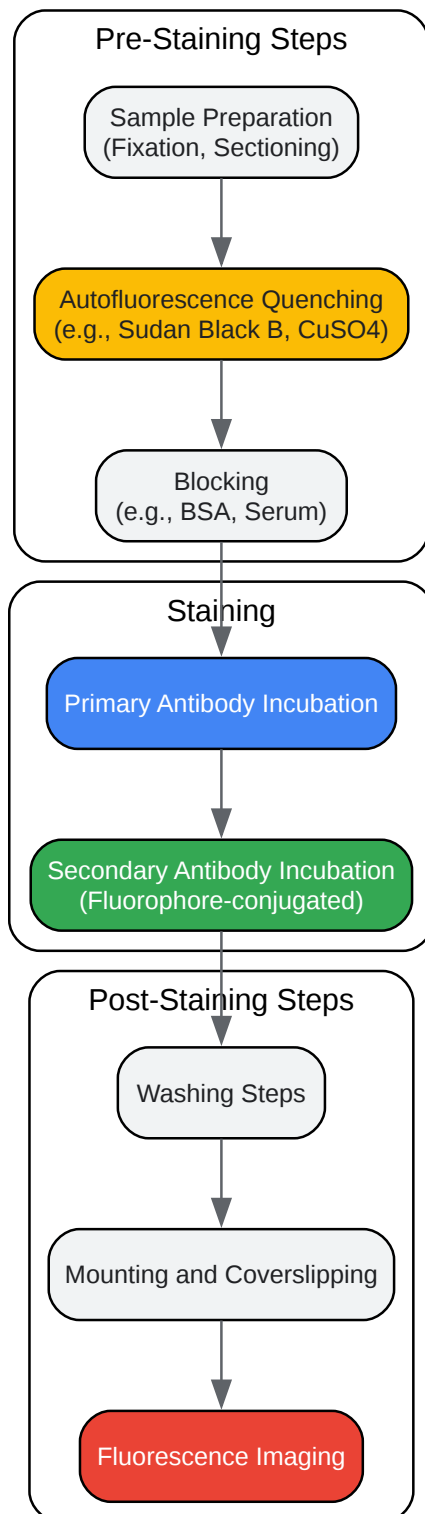 Pre-Staining Steps
Sample Preparation
(Fixation, Sectioning)
Autofluorescence Quenching
(e.g., Sudan Black B, CuSO4)
Blocking
(e.g., BSA, Serum)
Staining
Primary Antibody Incubation
Secondary Antibody Incubation
(Fluorophore-conjugated)
Post-Staining Steps
Washing Steps
Mounting and Coverslipping
Fluorescence Imaging